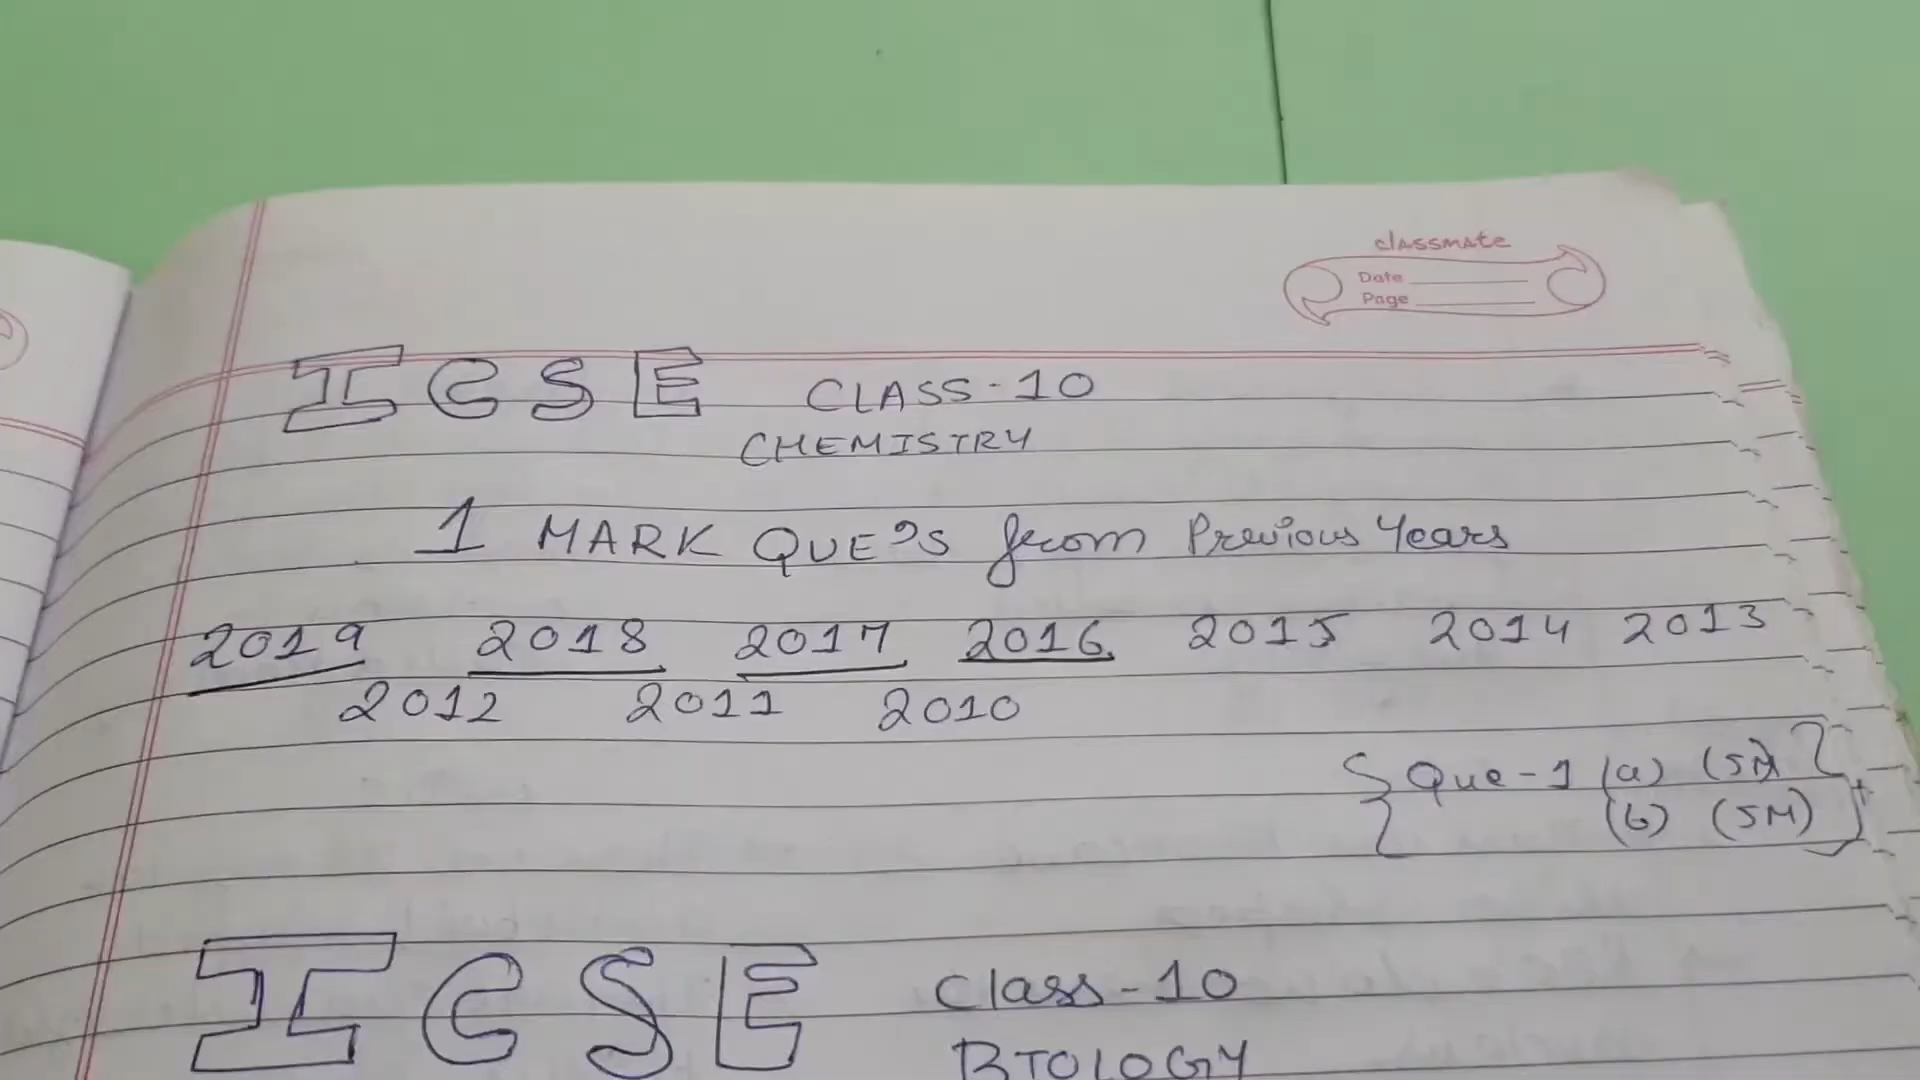 classmate
Date
Page
ICSE CLASS-10
CHEMISTRY
1 MARK QUE'S from Previous Years
2019 2018 2017 2016 2015 2014 2013
2012 2011 2010
{ Que-1 (a) (5M) }
(b) (5M)
ICSE Class-10
BIOLOGY